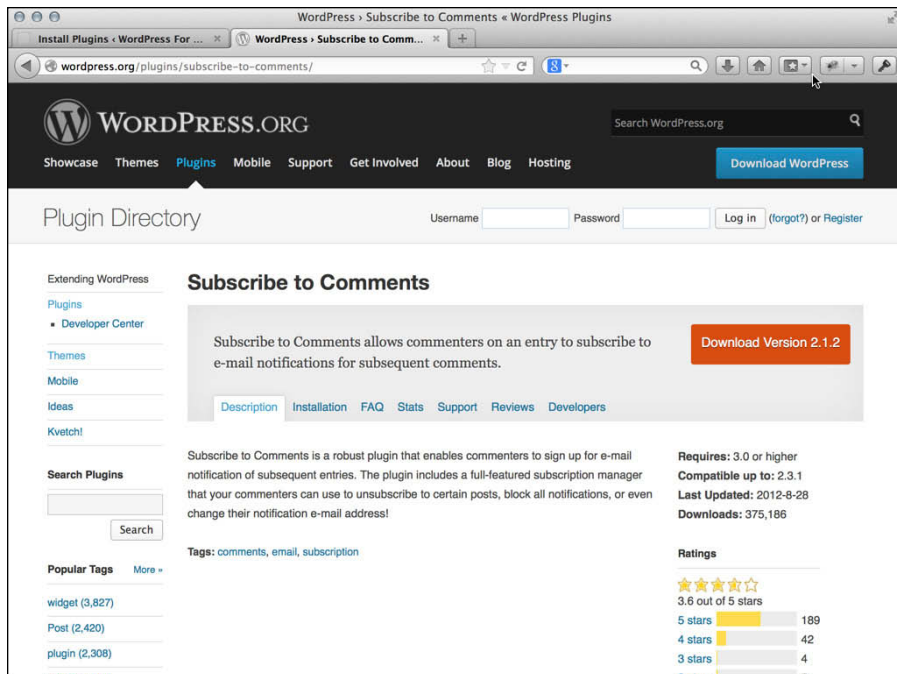 WordPress › Subscribe to Comments « WordPress Plugins
Install Plugins ‹ WordPress For ...
WordPress › Subscribe to Comm...
wordpress.org/plugins/subscribe-to-comments/
WORDPRESS.ORG
Search WordPress.org
Showcase Themes Plugins Mobile Support Get Involved About Blog Hosting
Download WordPress
Plugin Directory
Username
Password
Log in (forgot?) or Register
Extending WordPress
Plugins
Developer Center
Themes
Mobile
Ideas
Kvetch!
Search Plugins
Search
Popular Tags More »
widget (3,827)
Post (2,420)
plugin (2,308)
Subscribe to Comments
Subscribe to Comments allows commenters on an entry to subscribe to
e-mail notifications for subsequent comments.
Download Version 2.1.2
Description Installation FAQ Stats Support Reviews Developers
Subscribe to Comments is a robust plugin that enables commenters to sign up for e-mail
notification of subsequent entries. The plugin includes a full-featured subscription manager
that your commenters can use to unsubscribe to certain posts, block all notifications, or even
change their notification e-mail address!
Tags: comments, email, subscription
Requires: 3.0 or higher
Compatible up to: 2.3.1
Last Updated: 2012-8-28
Downloads: 375,186
Ratings
3.6 out of 5 stars
5 stars 189
4 stars 42
3 stars 4